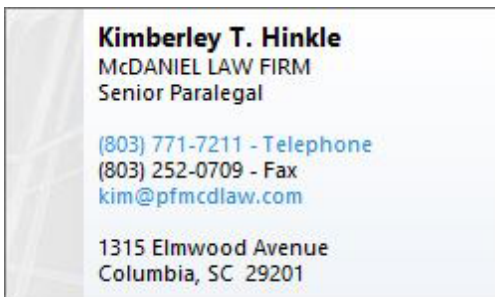 Kimberley T. Hinkle
McDANIEL LAW FIRM
Senior Paralegal
(803) 771-7211 - Telephone
(803) 252-0709 - Fax
kim@pfmcdlaw.com
1315 Elmwood Avenue
Columbia, SC  29201